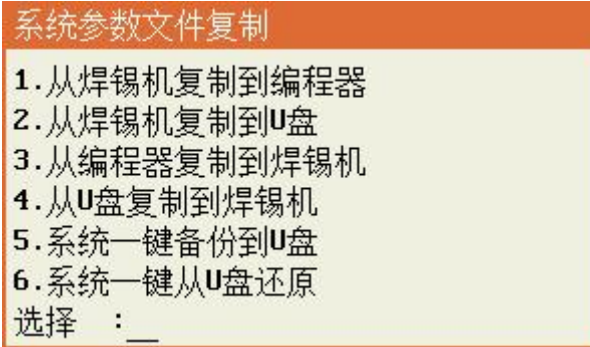 系统参数文件复制
1.从焊锡机复制到编程器
2.从焊锡机复制到U盘
3.从编程器复制到焊锡机
4.从U盘复制到焊锡机
5.系统一键备份到U盘
6.系统一键从U盘还原
选择 :__